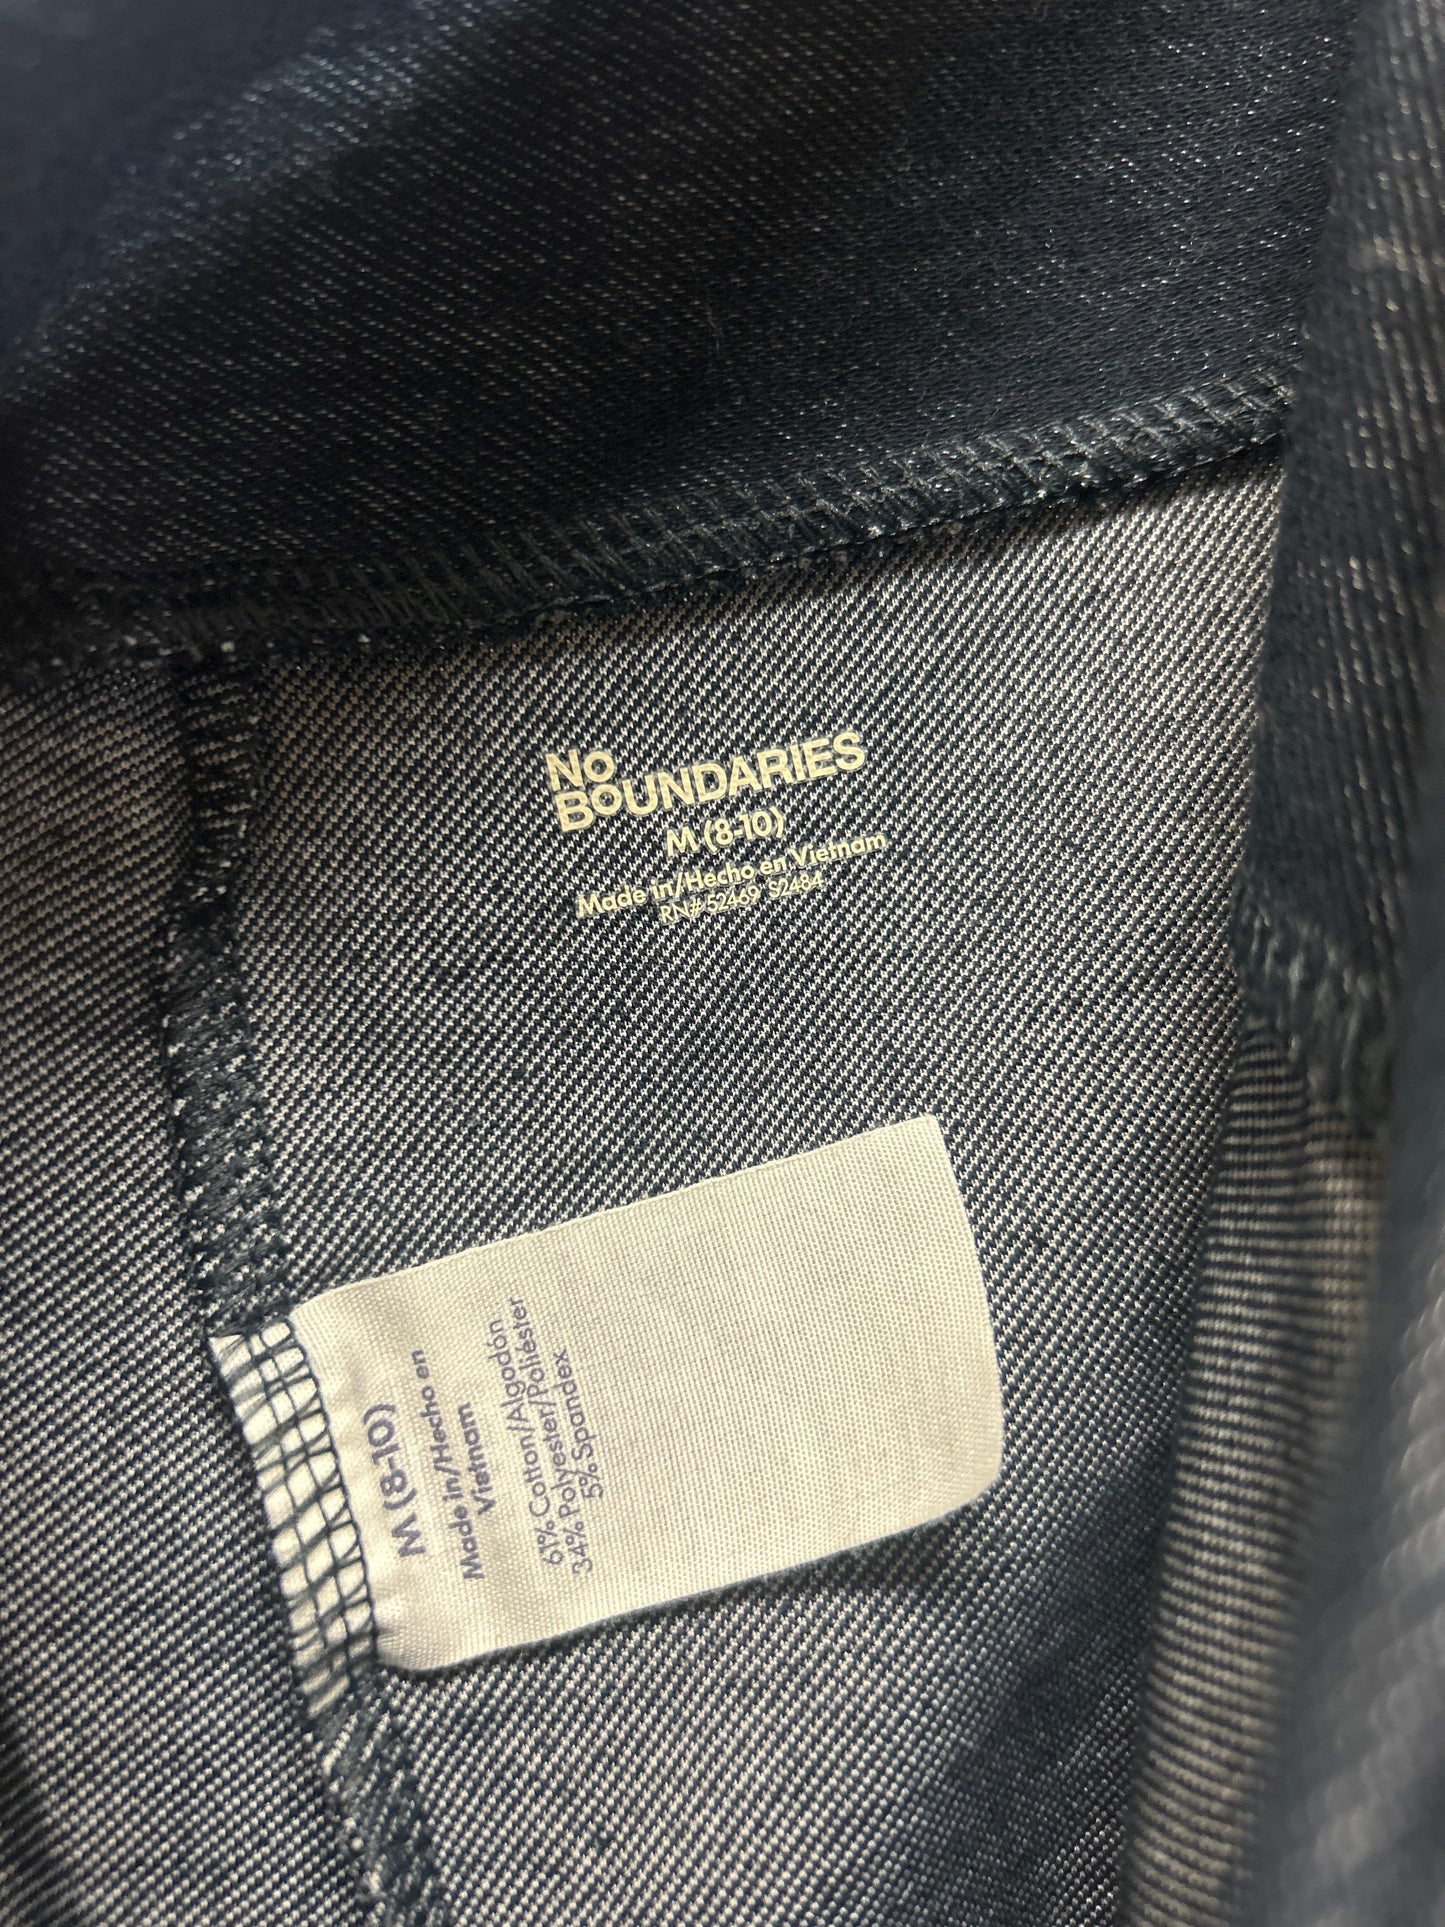 No
BoUNDARIES
M (8-10)
Made in/Hecho en Vietnam
RN# 52469 S2484
M (8-10)
Made in/Hecho en
Vietnam
61% Cotton/Algodón
34% Polyester/Poliéster
5% Spandex